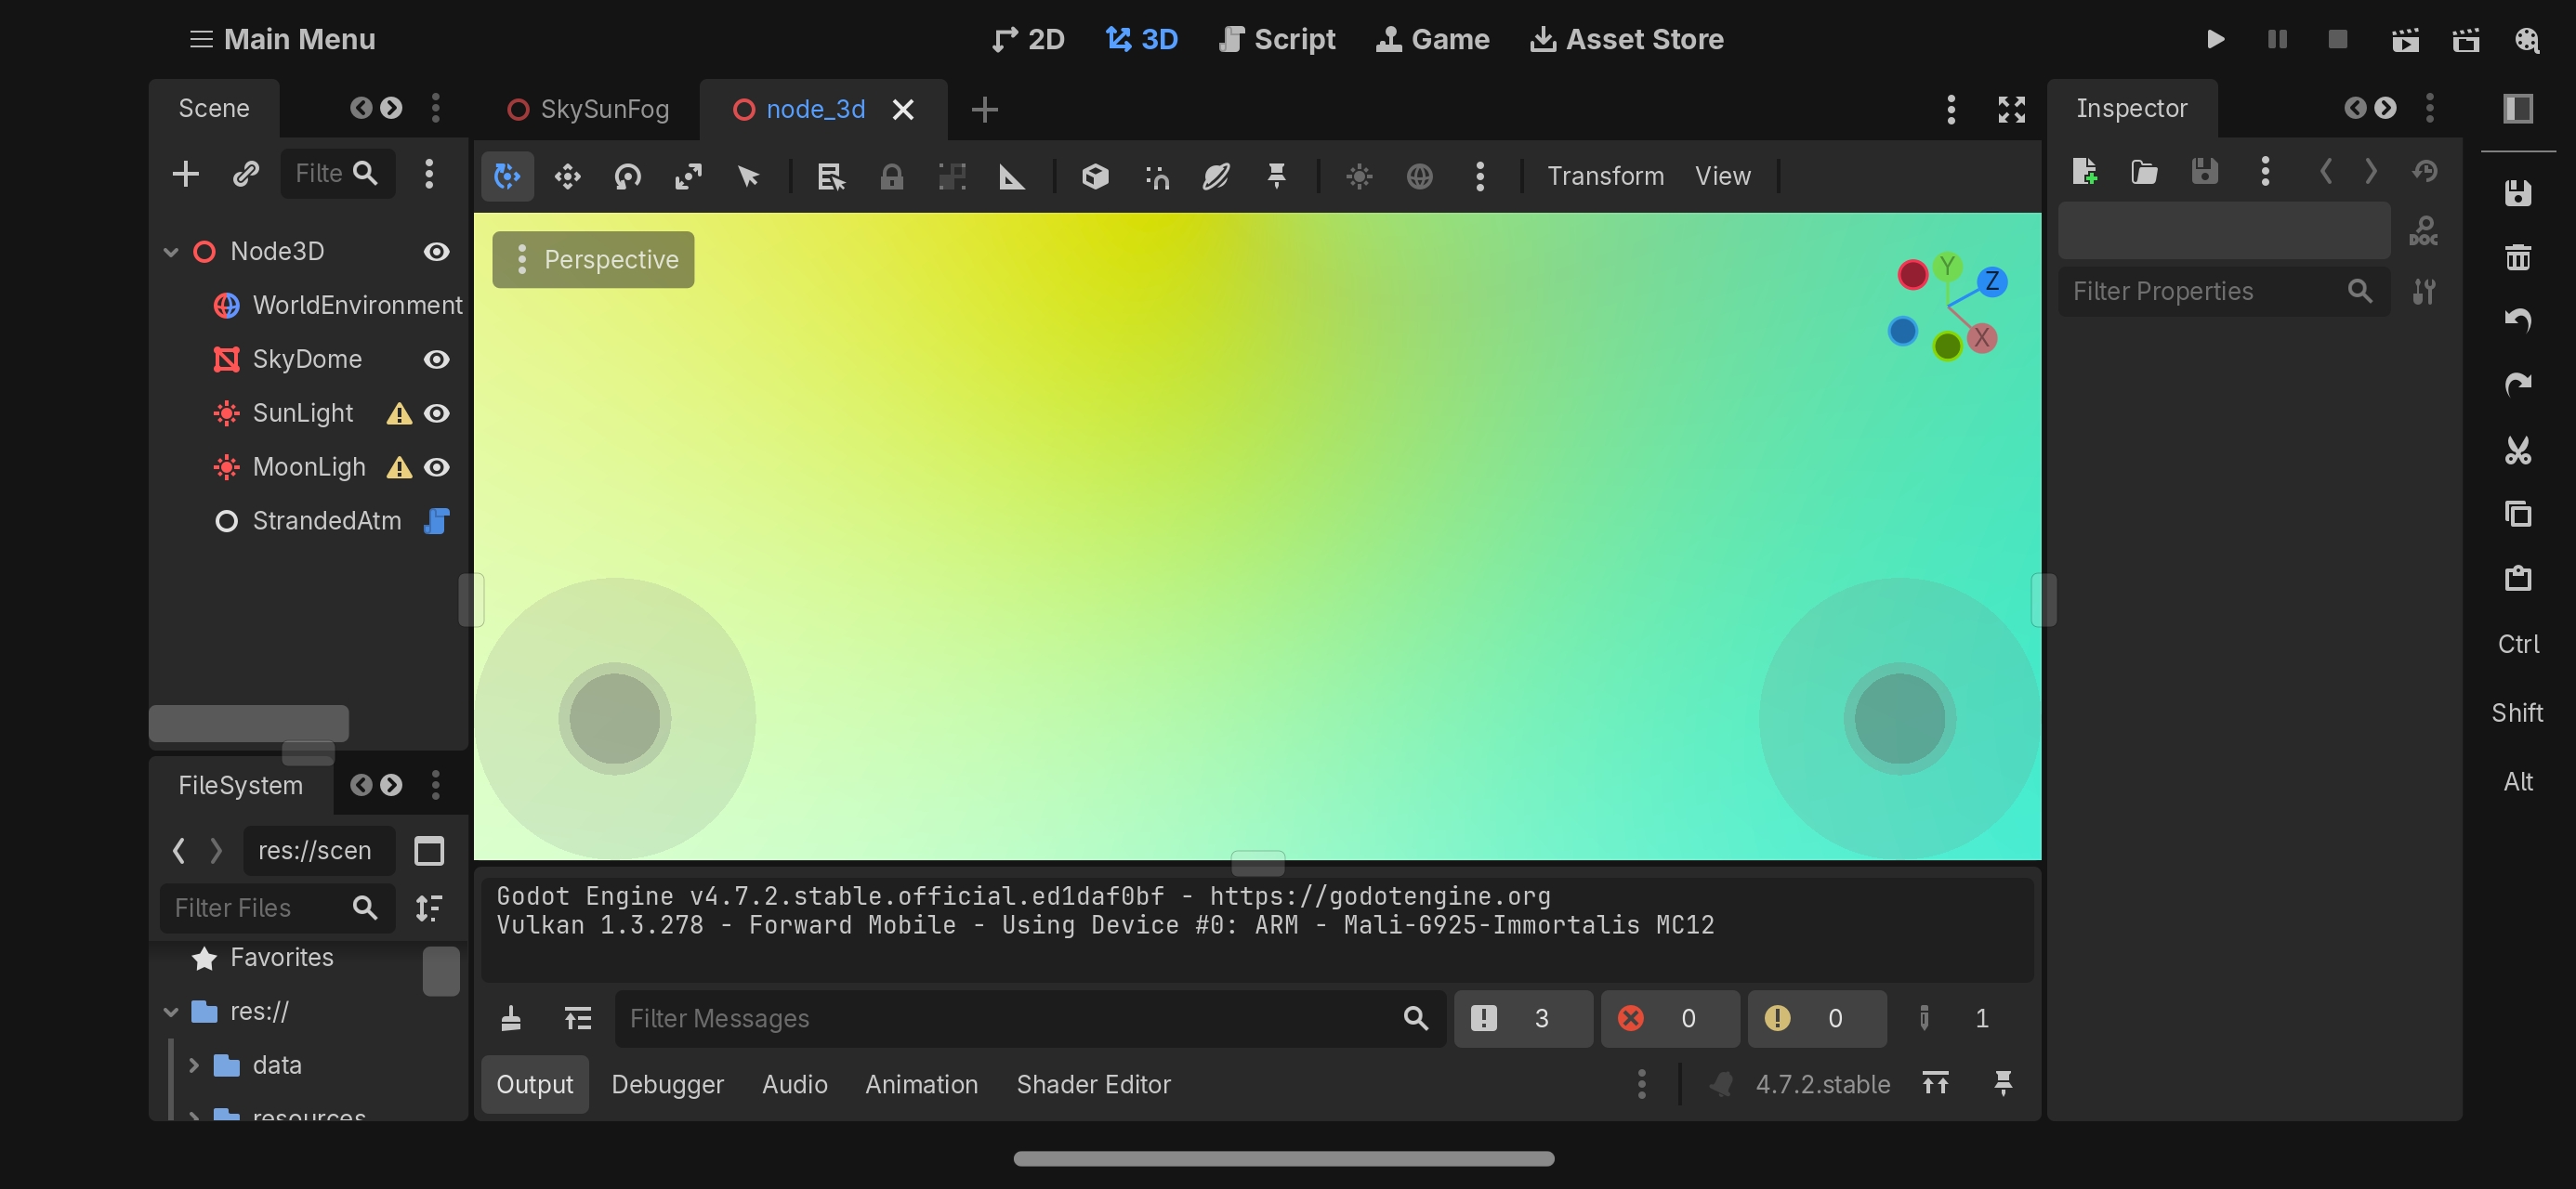 Main Menu
2D
3D
Script
Game
Asset Store
Scene
SkySunFog
node_3d
Inspector
Filte
Transform
View
Node3D
WorldEnvironment
SkyDome
SunLight
MoonLigh
StrandedAtm
Perspective
Y
Z
X
DOC
Filter Properties
Ctrl
Shift
Alt
FileSystem
res://scen
Filter Files
Favorites
res://
data
resources
Godot Engine v4.7.2.stable.official.ed1daf0bf - https://godotengine.org
Vulkan 1.3.278 - Forward Mobile - Using Device #0: ARM - Mali-G925-Immortalis MC12
Filter Messages
3
0
0
1
Output
Debugger
Audio
Animation
Shader Editor
4.7.2.stable